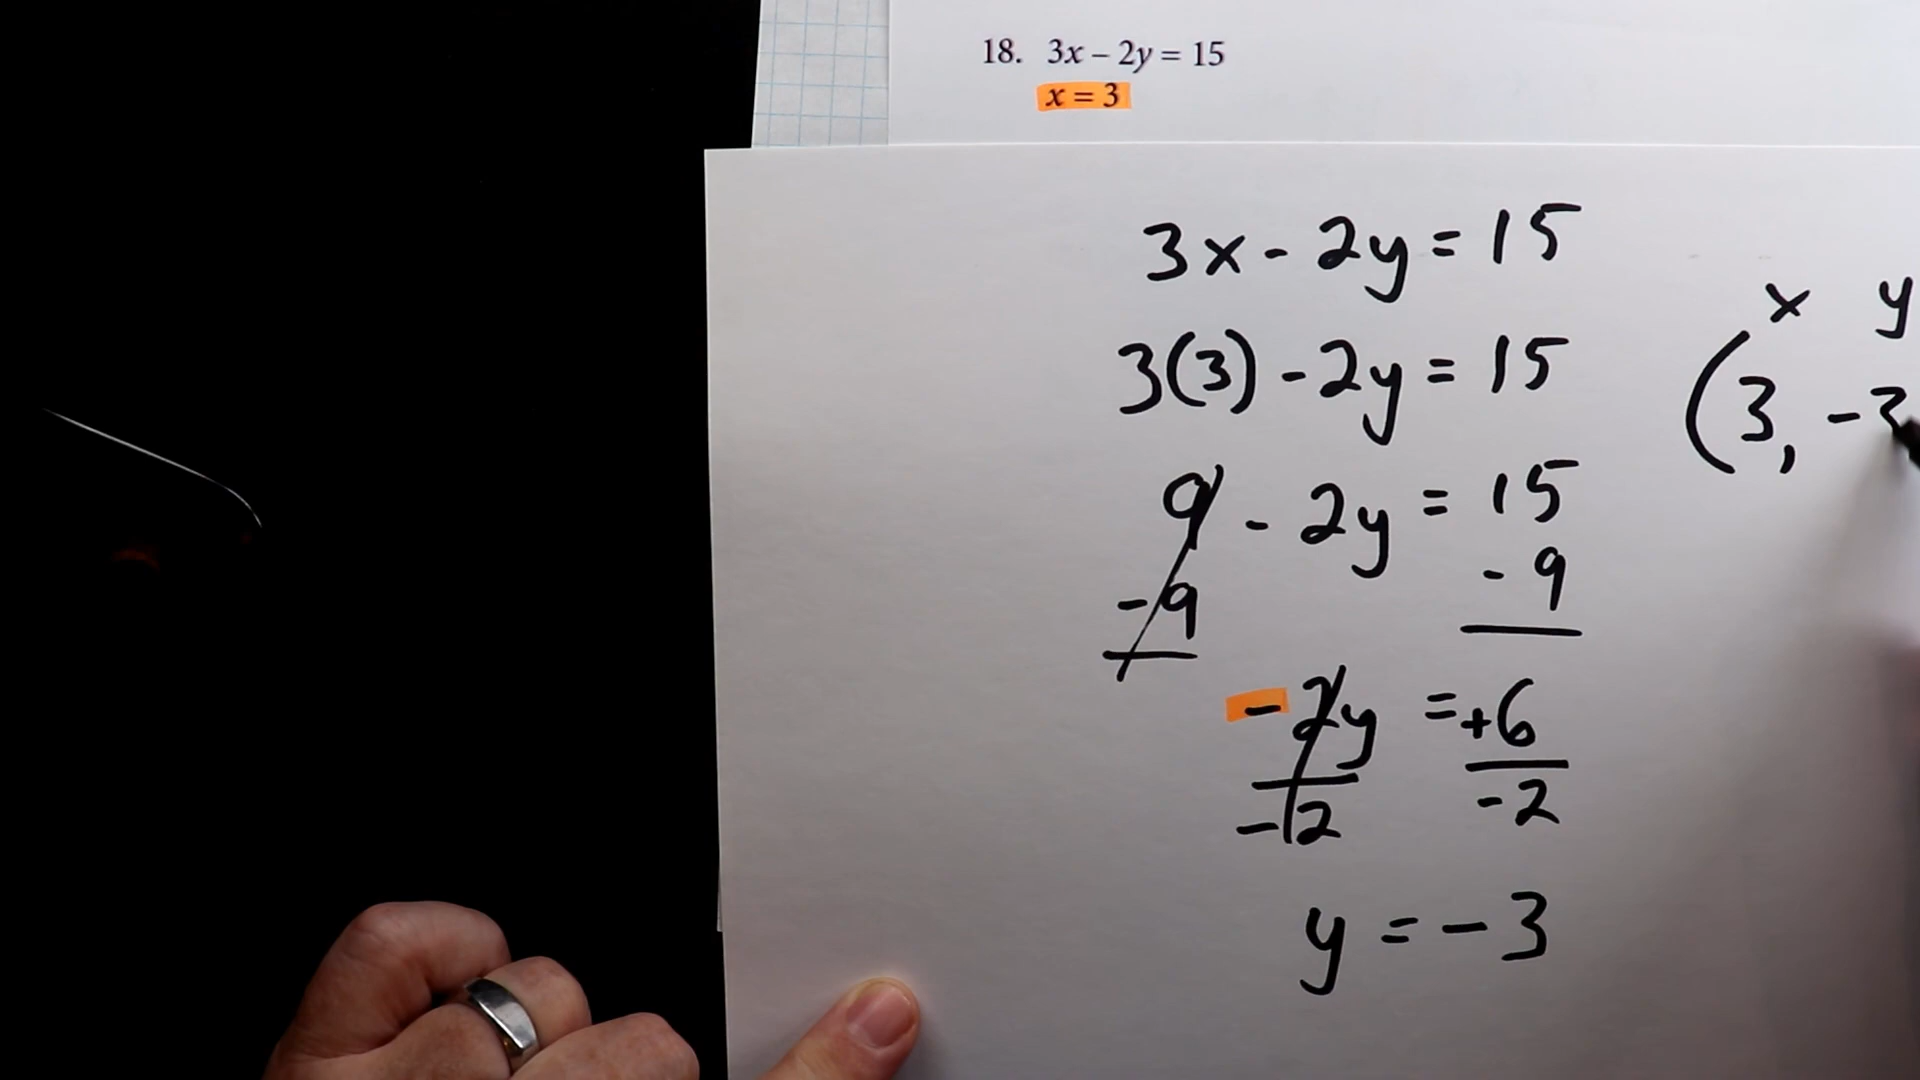 18. 3x – 2y = 15
x = 3
3x - 2y = 15
3(3) - 2y = 15
9 - 2y = 15
-9 - 9
-2y = +6
-2 -2
y = -3
x y
(3, -3